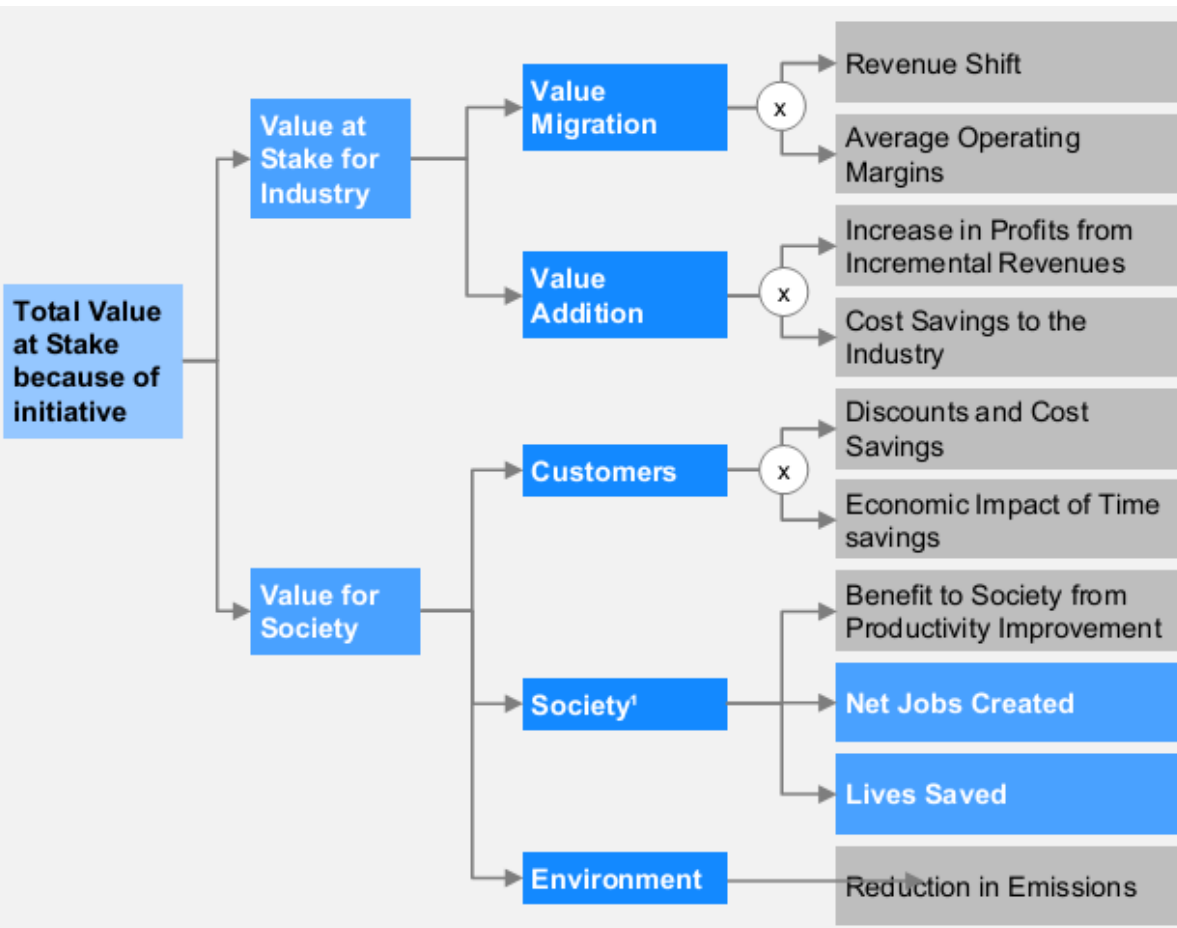 Total Value
at Stake
because of
initiative
Value at
Stake for
Industry
Value
Migration
x
Revenue Shift
Average Operating
Margins
Value
Addition
x
Increase in Profits from
Incremental Revenues
Cost Savings to the
Industry
Value for
Society
Customers
x
Discounts and Cost
Savings
Economic Impact of Time
savings
Society¹
Benefit to Society from
Productivity Improvement
Net Jobs Created
Lives Saved
Environment
Reduction in Emissions